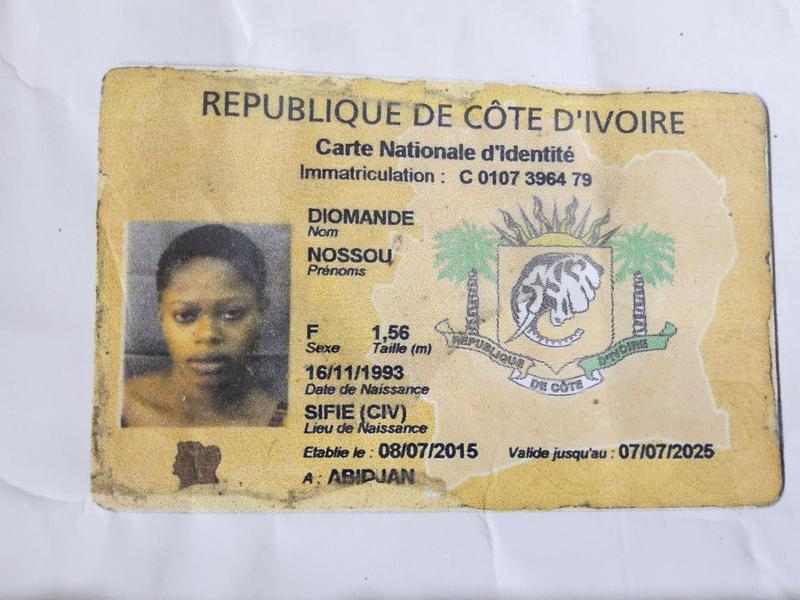 REPUBLIQUE DE CÔTE D'IVOIRE
Carte Nationale d'Identité
Immatriculation : C 0107 3964 79
DIOMANDE
Nom
NOSSOU
Prénoms
F 1,56
Sexe Taille (m)
16/11/1993
Date de Naissance
SIFIE (CIV)
Lieu de Naissance
Etablie le : 08/07/2015 Valide jusqu'au : 07/07/2025
A : ABIDJAN
REPUBLIQUE DE CÔTE D'IVOIRE